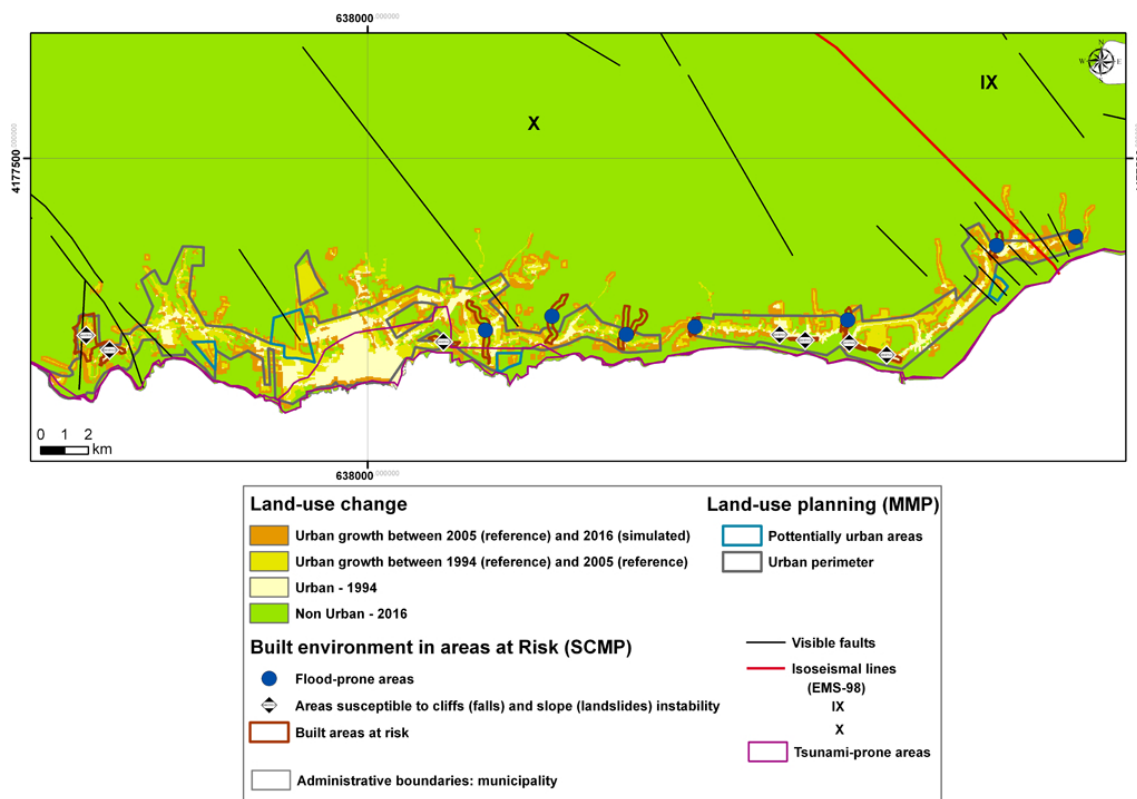 638000,000000
N
W E
S
IX
X
4177500,000000
0 1 2
km
638000,000000
Land-use change
Urban growth between 2005 (reference) and 2016 (simulated)
Urban growth between 1994 (reference) and 2005 (reference)
Urban - 1994
Non Urban - 2016
Built environment in areas at Risk (SCMP)
Flood-prone areas
Areas susceptible to cliffs (falls) and slope (landslides) instability
Built areas at risk
Administrative boundaries: municipality
Land-use planning (MMP)
Pottentially urban areas
Urban perimeter
Visible faults
Isoseismal lines
(EMS-98)
IX
X
Tsunami-prone areas